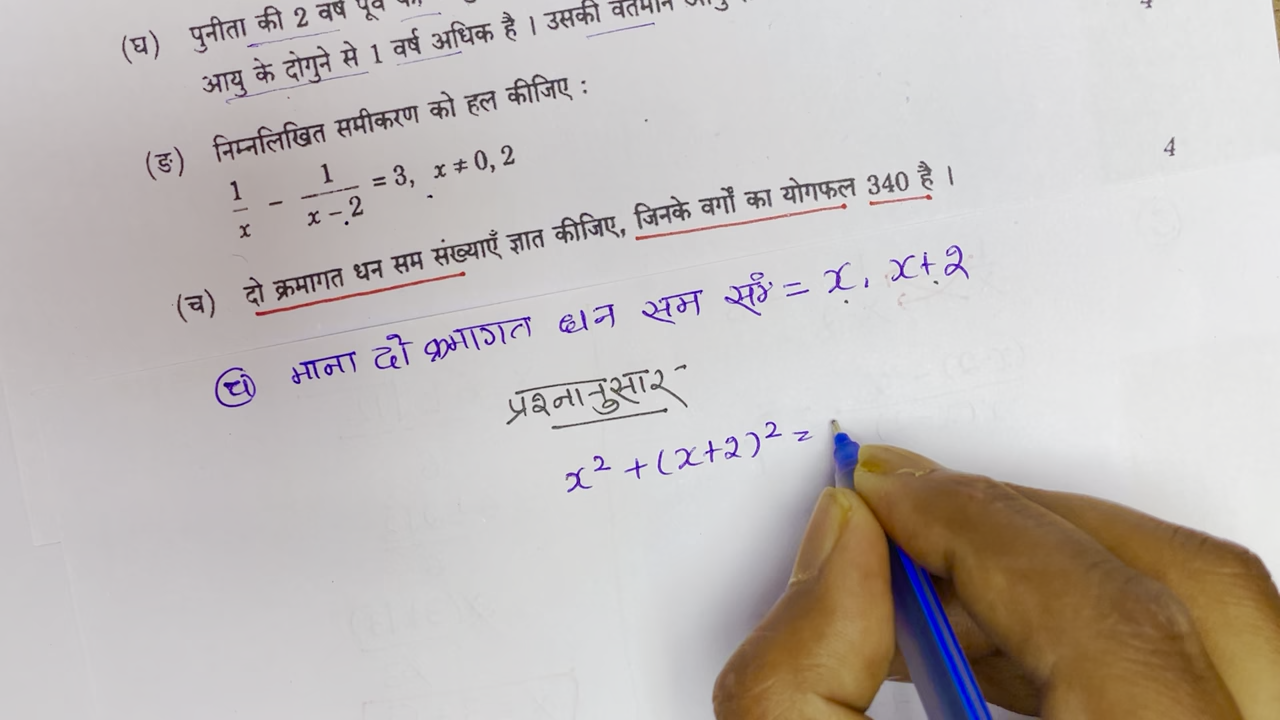 (घ) पुनीता की 2 वर्ष पूर्व
आयु के दोगुने से 1 वर्ष अधिक है । उसकी वर्तमान
(ङ) निम्नलिखित समीकरण को हल कीजिए :
1/x - 1/(x - 2) = 3, x ≠ 0, 2
4
(च) दो क्रमागत धन सम संख्याएँ ज्ञात कीजिए, जिनके वर्गों का योगफल 340 है ।
(च) माना दो क्रमागत धन सम सं॰ = x, x+2
प्रश्नानुसार -
x² + (x+2)² =